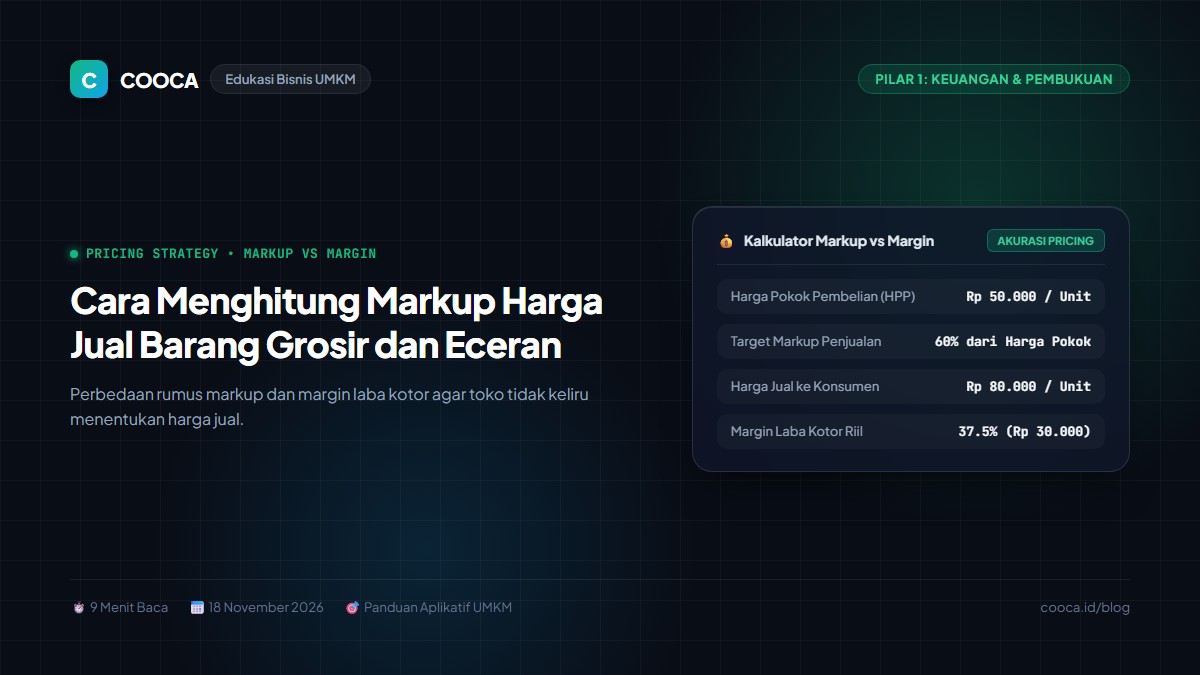 C COOCA Edukasi Bisnis UMKM
PILAR 1: KEUANGAN & PEMBUKUAN
PRICING STRATEGY • MARKUP VS MARGIN
Cara Menghitung Markup Harga
Jual Barang Grosir dan Eceran
Perbedaan rumus markup dan margin laba kotor agar toko tidak keliru
menentukan harga jual.
Kalkulator Markup vs Margin AKURASI PRICING
Harga Pokok Pembelian (HPP) Rp 50.000 / Unit
Target Markup Penjualan 60% dari Harga Pokok
Harga Jual ke Konsumen Rp 80.000 / Unit
Margin Laba Kotor Riil 37.5% (Rp 30.000)
9 Menit Baca 18 November 2026 Panduan Aplikatif UMKM
cooca.id/blog